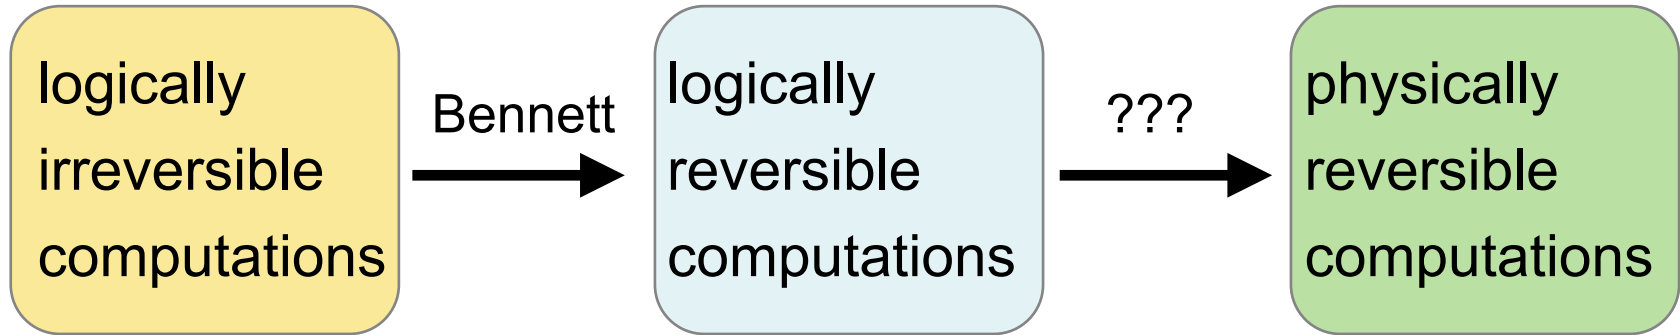 logically
irreversible
computations
Bennett
logically
reversible
computations
???
physically
reversible
computations